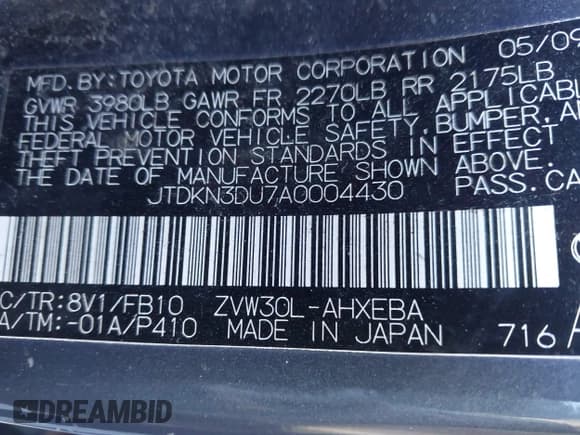 MFD.BY:TOYOTA MOTOR CORPORATION 05/09
GVWR 3980LB GAWR FR 2270LB RR 2175LB
THIS VEHICLE CONFORMS TO ALL APPLICABL
FEDERAL MOTOR VEHICLE SAFETY,BUMPER,A
THEFT PREVENTION STANDARDS IN EFFECT
THE DATE OF MANUFACTURE SHOWN ABOVE.
JTDKN3DU7A0004430 PASS.CA
C/TR:8V1/FB10 ZVW30L-AHXEBA
A/TM:-01A/P410 MADE IN JAPAN 716
DREAMBID